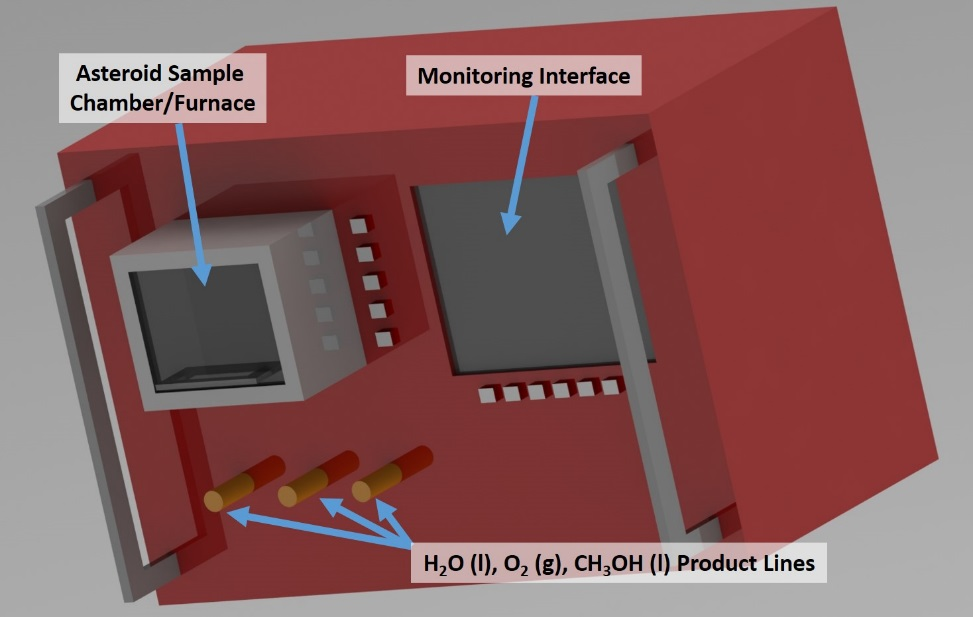 Asteroid Sample
Chamber/Furnace
Monitoring Interface
H₂O (l), O₂ (g), CH₃OH (l) Product Lines